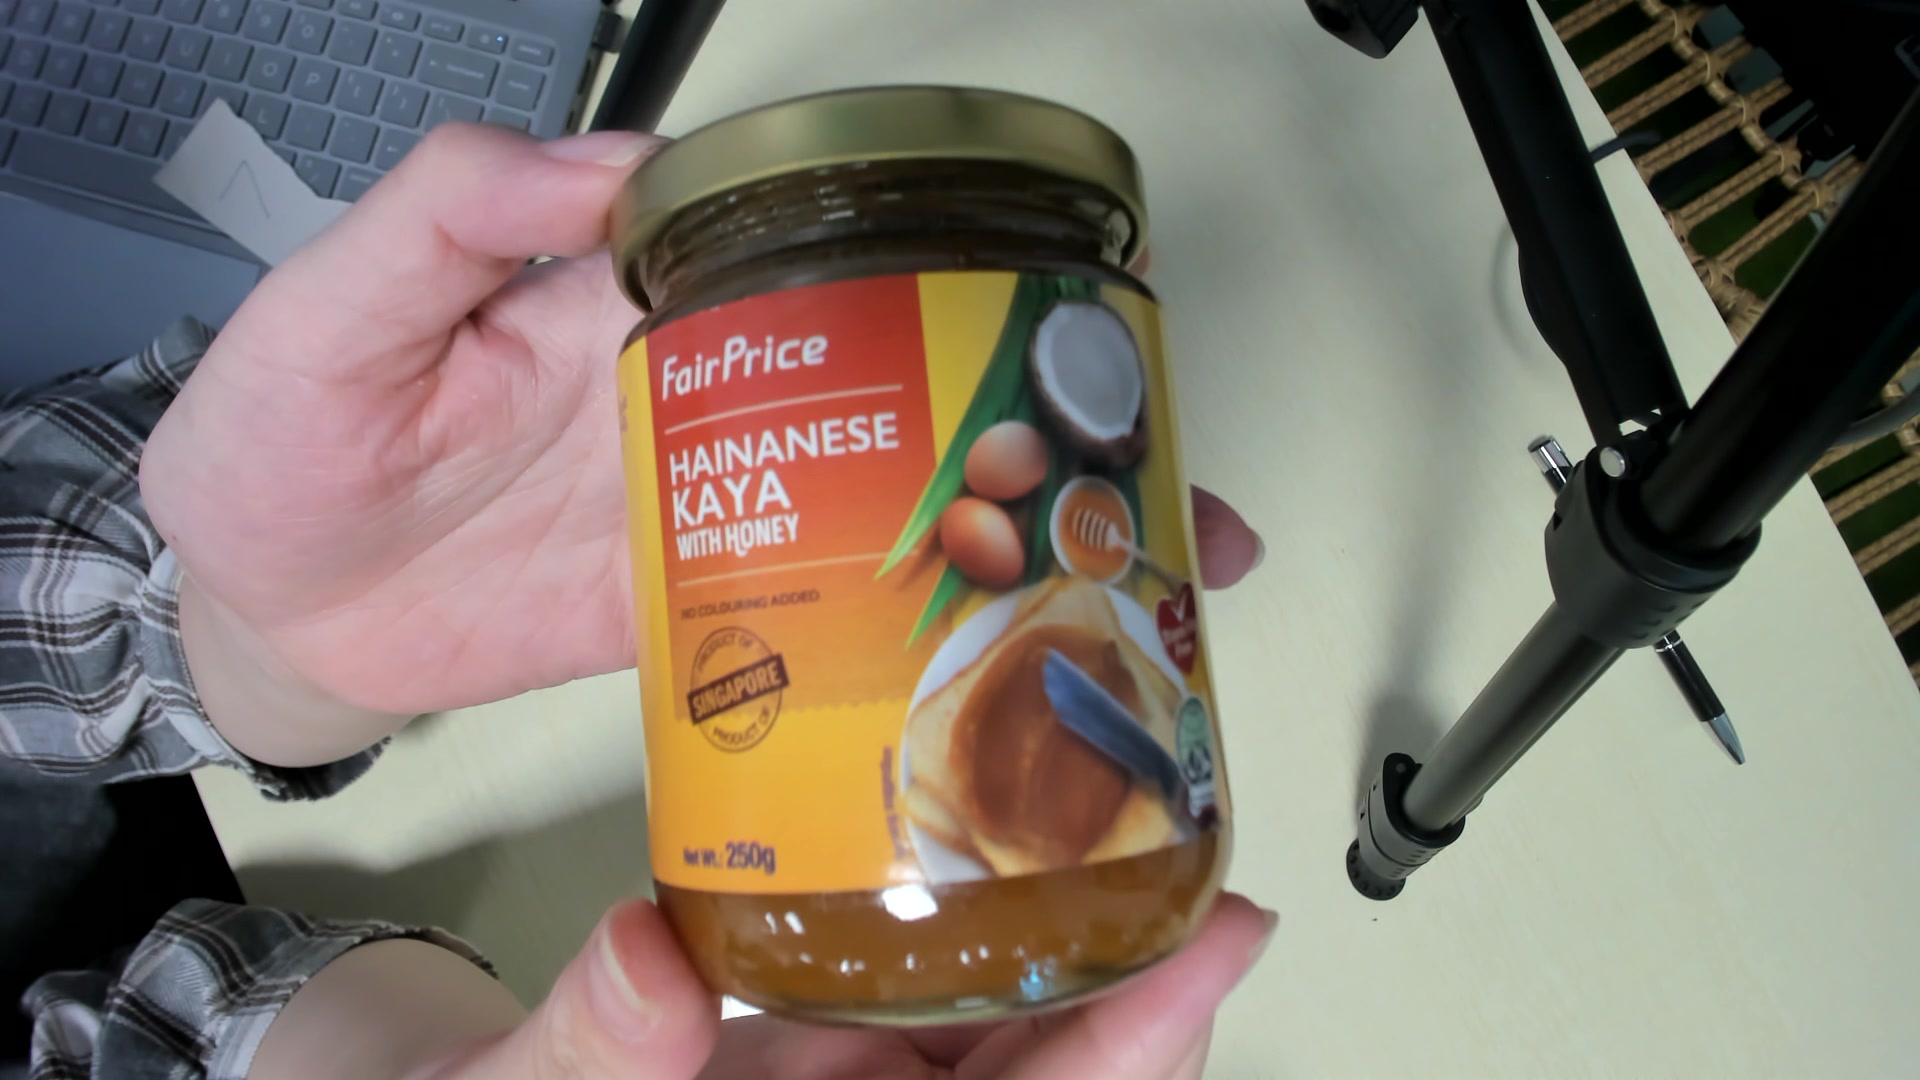 FairPrice
HAINANESE
KAYA
WITH HONEY
NO COLOURING ADDED
PRODUCT OF
SINGAPORE
PRODUCT OF
Net Wt.: 250g